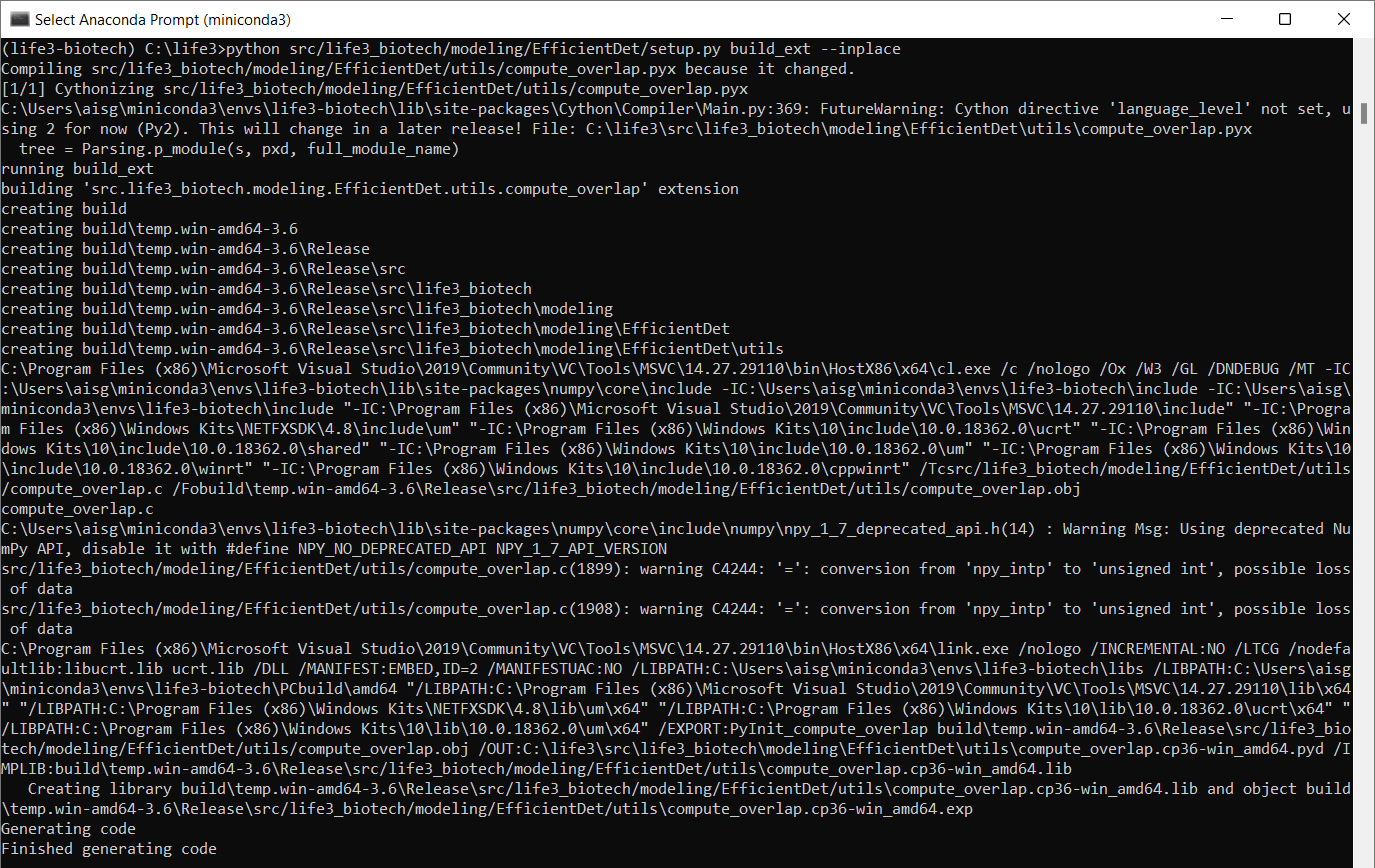 Select Anaconda Prompt (miniconda3)
(life3-biotech) C:\life3>python src/life3_biotech/modeling/EfficientDet/setup.py build_ext --inplace
Compiling src/life3_biotech/modeling/EfficientDet/utils/compute_overlap.pyx because it changed.
[1/1] Cythonizing src/life3_biotech/modeling/EfficientDet/utils/compute_overlap.pyx
C:\Users\aisg\miniconda3\envs\life3-biotech\lib\site-packages\Cython\Compiler\Main.py:369: FutureWarning: Cython directive 'language_level' not set, u
sing 2 for now (Py2). This will change in a later release! File: C:\life3\src\life3_biotech\modeling\EfficientDet\utils\compute_overlap.pyx
  tree = Parsing.p_module(s, pxd, full_module_name)
running build_ext
building 'src.life3_biotech.modeling.EfficientDet.utils.compute_overlap' extension
creating build
creating build\temp.win-amd64-3.6
creating build\temp.win-amd64-3.6\Release
creating build\temp.win-amd64-3.6\Release\src
creating build\temp.win-amd64-3.6\Release\src\life3_biotech
creating build\temp.win-amd64-3.6\Release\src\life3_biotech\modeling
creating build\temp.win-amd64-3.6\Release\src\life3_biotech\modeling\EfficientDet
creating build\temp.win-amd64-3.6\Release\src\life3_biotech\modeling\EfficientDet\utils
C:\Program Files (x86)\Microsoft Visual Studio\2019\Community\VC\Tools\MSVC\14.27.29110\bin\HostX86\x64\cl.exe /c /nologo /Ox /W3 /GL /DNDEBUG /MT -IC
:\Users\aisg\miniconda3\envs\life3-biotech\lib\site-packages\numpy\core\include -IC:\Users\aisg\miniconda3\envs\life3-biotech\include -IC:\Users\aisg\
miniconda3\envs\life3-biotech\include "-IC:\Program Files (x86)\Microsoft Visual Studio\2019\Community\VC\Tools\MSVC\14.27.29110\include" "-IC:\Progra
m Files (x86)\Windows Kits\NETFXSDK\4.8\include\um" "-IC:\Program Files (x86)\Windows Kits\10\include\10.0.18362.0\ucrt" "-IC:\Program Files (x86)\Win
dows Kits\10\include\10.0.18362.0\shared" "-IC:\Program Files (x86)\Windows Kits\10\include\10.0.18362.0\um" "-IC:\Program Files (x86)\Windows Kits\10
\include\10.0.18362.0\winrt" "-IC:\Program Files (x86)\Windows Kits\10\include\10.0.18362.0\cppwinrt" /Tcsrc/life3_biotech/modeling/EfficientDet/utils
/compute_overlap.c /Fobuild\temp.win-amd64-3.6\Release\src/life3_biotech/modeling/EfficientDet/utils/compute_overlap.obj
compute_overlap.c
C:\Users\aisg\miniconda3\envs\life3-biotech\lib\site-packages\numpy\core\include\numpy\npy_1_7_deprecated_api.h(14) : Warning Msg: Using deprecated Nu
mPy API, disable it with #define NPY_NO_DEPRECATED_API NPY_1_7_API_VERSION
src/life3_biotech/modeling/EfficientDet/utils/compute_overlap.c(1899): warning C4244: '=': conversion from 'npy_intp' to 'unsigned int', possible loss
 of data
src/life3_biotech/modeling/EfficientDet/utils/compute_overlap.c(1908): warning C4244: '=': conversion from 'npy_intp' to 'unsigned int', possible loss
 of data
C:\Program Files (x86)\Microsoft Visual Studio\2019\Community\VC\Tools\MSVC\14.27.29110\bin\HostX86\x64\link.exe /nologo /INCREMENTAL:NO /LTCG /nodefa
ultlib:libucrt.lib ucrt.lib /DLL /MANIFEST:EMBED,ID=2 /MANIFESTUAC:NO /LIBPATH:C:\Users\aisg\miniconda3\envs\life3-biotech\libs /LIBPATH:C:\Users\aisg
\miniconda3\envs\life3-biotech\PCbuild\amd64 "/LIBPATH:C:\Program Files (x86)\Microsoft Visual Studio\2019\Community\VC\Tools\MSVC\14.27.29110\lib\x64
" "/LIBPATH:C:\Program Files (x86)\Windows Kits\NETFXSDK\4.8\lib\um\x64" "/LIBPATH:C:\Program Files (x86)\Windows Kits\10\lib\10.0.18362.0\ucrt\x64" "
/LIBPATH:C:\Program Files (x86)\Windows Kits\10\lib\10.0.18362.0\um\x64" /EXPORT:PyInit_compute_overlap build\temp.win-amd64-3.6\Release\src/life3_bio
tech/modeling/EfficientDet/utils/compute_overlap.obj /OUT:C:\life3\src\life3_biotech\modeling\EfficientDet\utils\compute_overlap.cp36-win_amd64.pyd /I
MPLIB:build\temp.win-amd64-3.6\Release\src/life3_biotech/modeling/EfficientDet/utils\compute_overlap.cp36-win_amd64.lib
   Creating library build\temp.win-amd64-3.6\Release\src/life3_biotech/modeling/EfficientDet/utils\compute_overlap.cp36-win_amd64.lib and object build
\temp.win-amd64-3.6\Release\src/life3_biotech/modeling/EfficientDet/utils\compute_overlap.cp36-win_amd64.exp
Generating code
Finished generating code